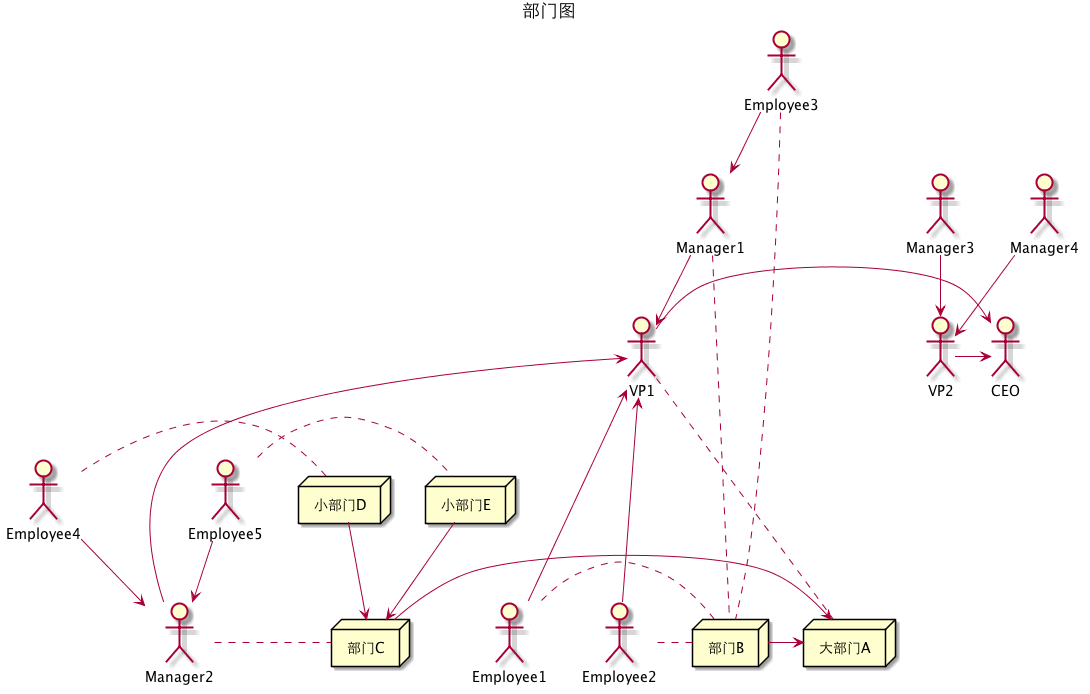 部门图
Employee3
Manager1
Manager3
Manager4
VP1
VP2
CEO
小部门D
小部门E
Employee4
Employee5
部门C
部门B
大部门A
Manager2
Employee1
Employee2